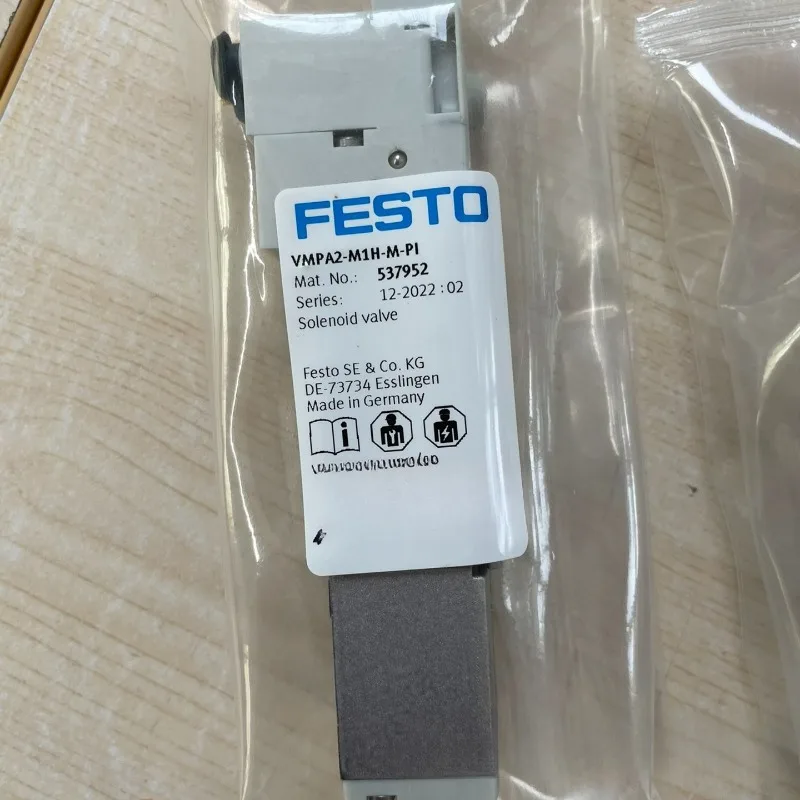 FESTO
VMPA2-M1H-M-PI
Mat. No.: 537952
Series: 12-2022 : 02
Solenoid valve
Festo SE & Co. KG
DE-73734 Esslingen
Made in Germany